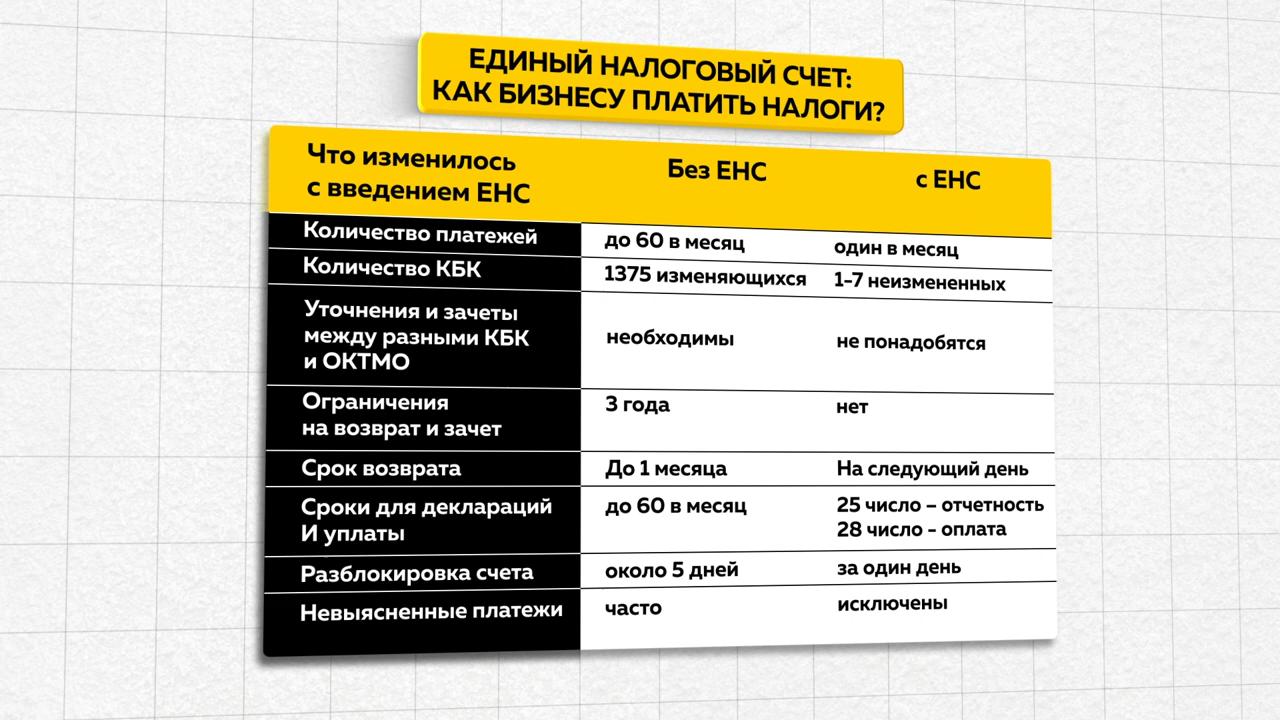 ЕДИНЫЙ НАЛОГОВЫЙ СЧЕТ:
КАК БИЗНЕСУ ПЛАТИТЬ НАЛОГИ?
Что изменилось
с введением ЕНС
Без ЕНС
с ЕНС
Количество платежей
до 60 в месяц
один в месяц
Количество КБК
1375 изменяющихся
1-7 неизмененных
Уточнения и зачеты
между разными КБК
и ОКТМО
необходимы
не понадобятся
Ограничения
на возврат и зачет
3 года
нет
Срок возврата
До 1 месяца
На следующий день
Сроки для деклараций
И уплаты
до 60 в месяц
25 число – отчетность
28 число - оплата
Разблокировка счета
около 5 дней
за один день
Невыясненные платежи
часто
исключены